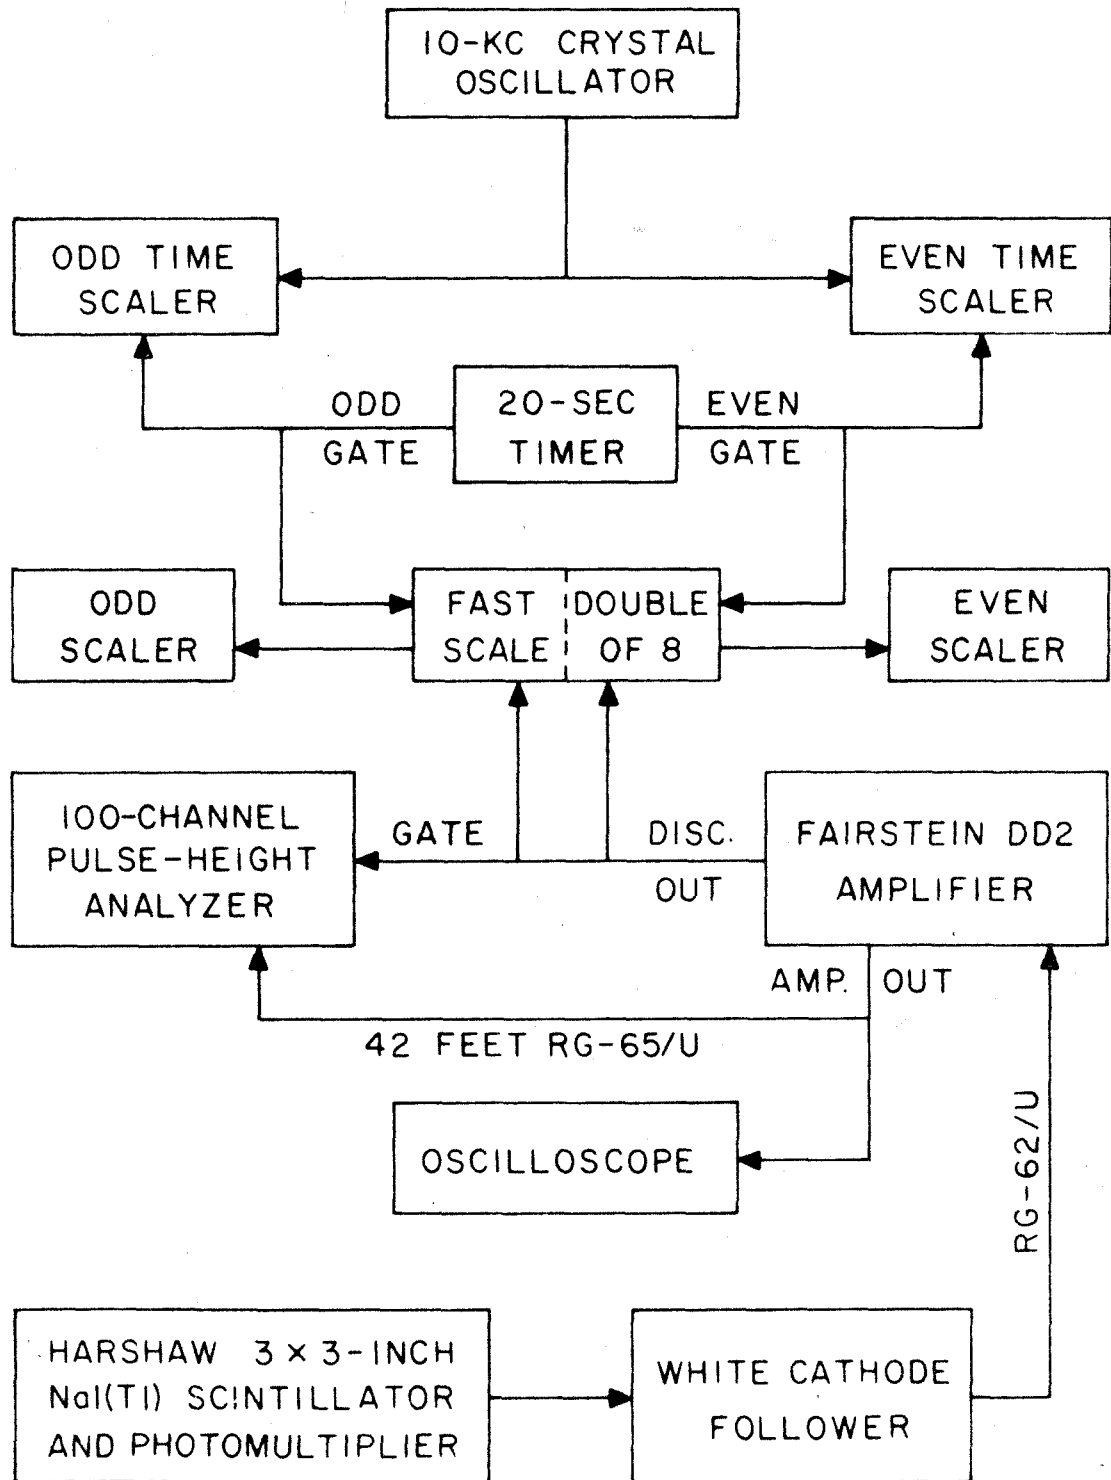 10-KC CRYSTAL
OSCILLATOR
ODD TIME
SCALER
EVEN TIME
SCALER
ODD
GATE
20-SEC
TIMER
EVEN
GATE
ODD
SCALER
FAST
SCALE
DOUBLE
OF 8
EVEN
SCALER
100-CHANNEL
PULSE-HEIGHT
ANALYZER
GATE
DISC.
OUT
FAIRSTEIN DD2
AMPLIFIER
AMP. OUT
42 FEET RG-65/U
OSCILLOSCOPE
RG-62/U
HARSHAW 3 × 3-INCH
NaI(Tl) SCINTILLATOR
AND PHOTOMULTIPLIER
WHITE CATHODE
FOLLOWER